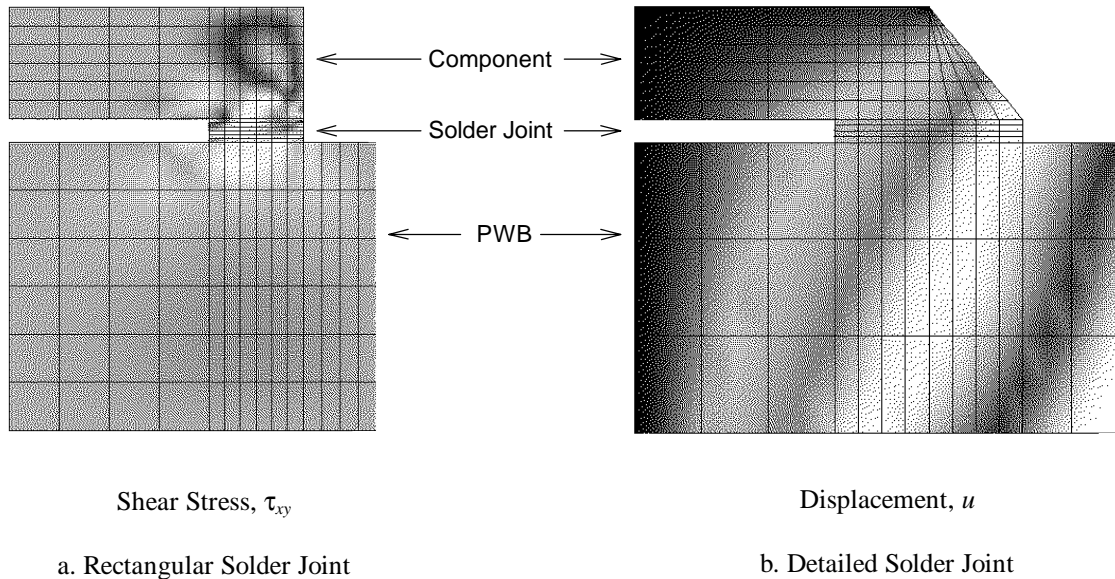 Component
Solder Joint
PWB
Shear Stress, τxy
Displacement, u
a. Rectangular Solder Joint
b. Detailed Solder Joint